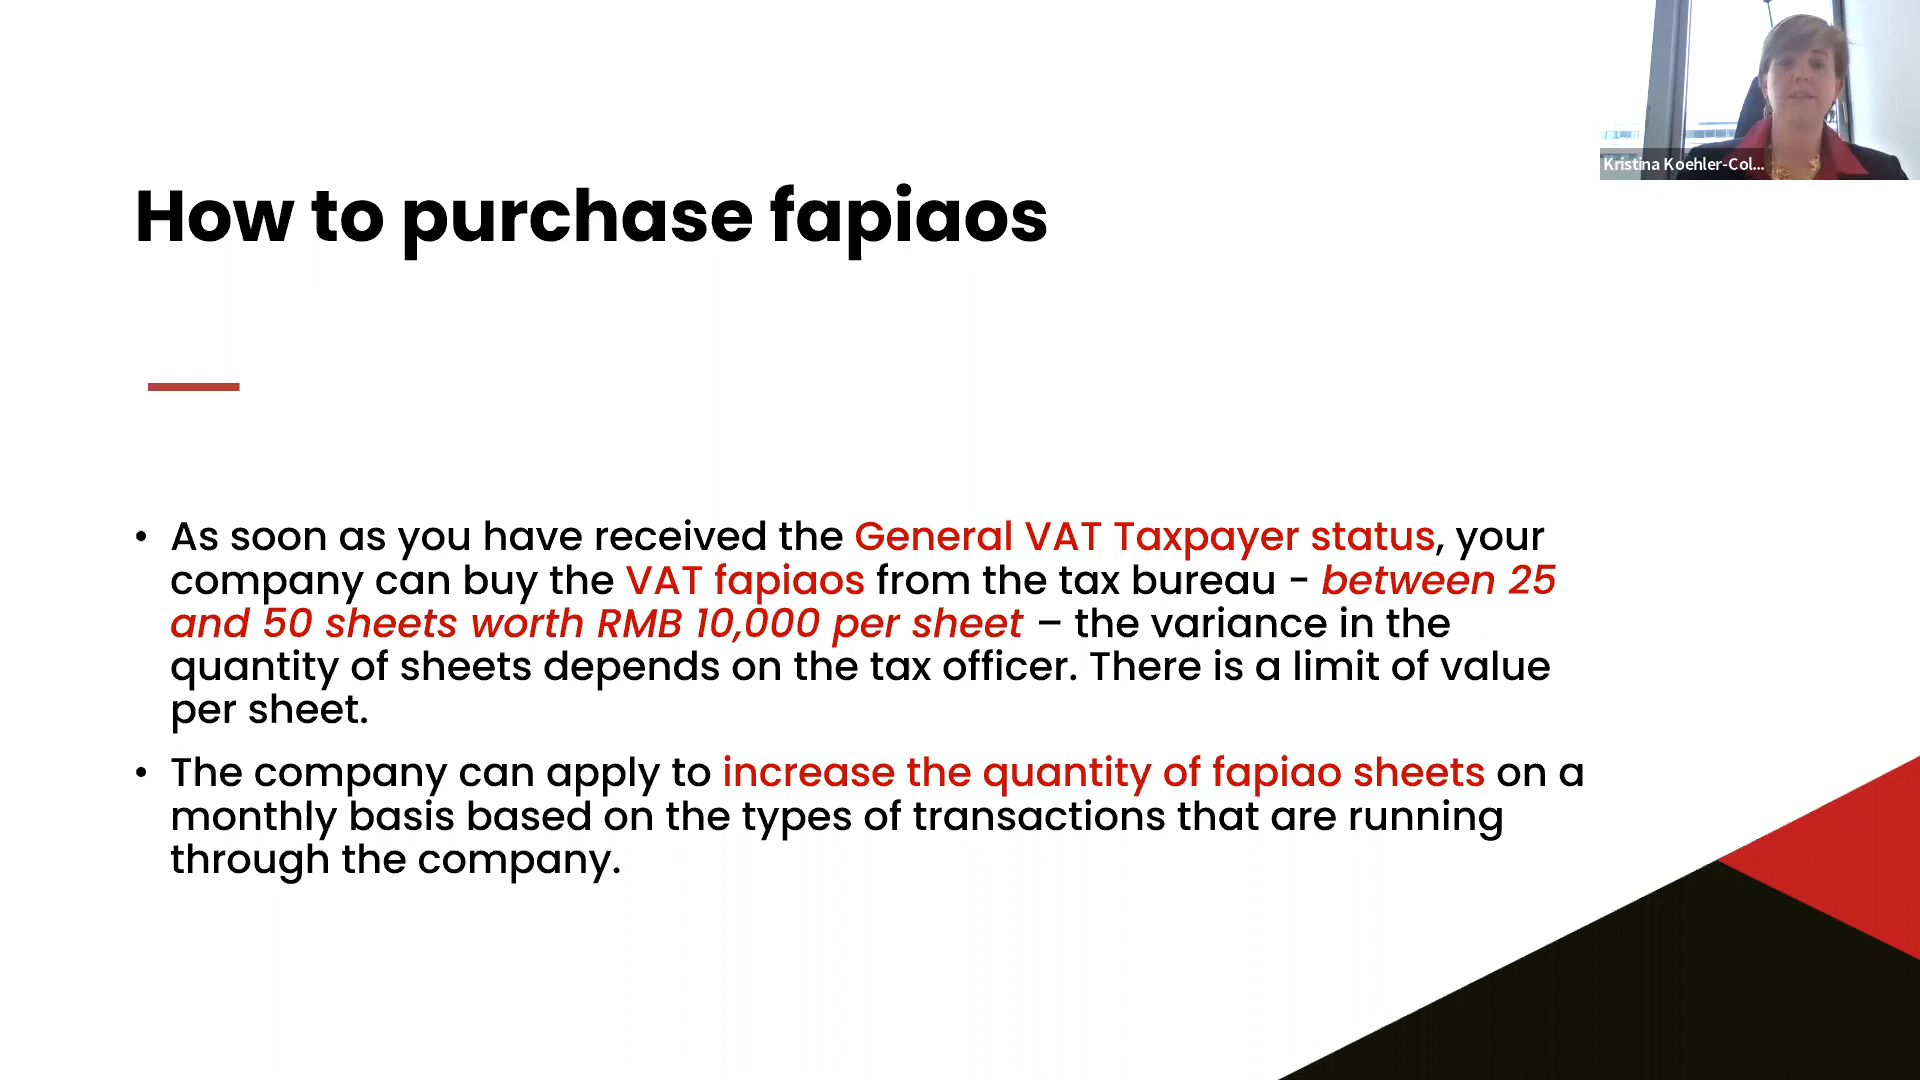 Kristina Koehler-Col...
How to purchase fapiaos
• As soon as you have received the General VAT Taxpayer status, your
company can buy the VAT fapiaos from the tax bureau - between 25
and 50 sheets worth RMB 10,000 per sheet – the variance in the
quantity of sheets depends on the tax officer. There is a limit of value
per sheet.
• The company can apply to increase the quantity of fapiao sheets on a
monthly basis based on the types of transactions that are running
through the company.